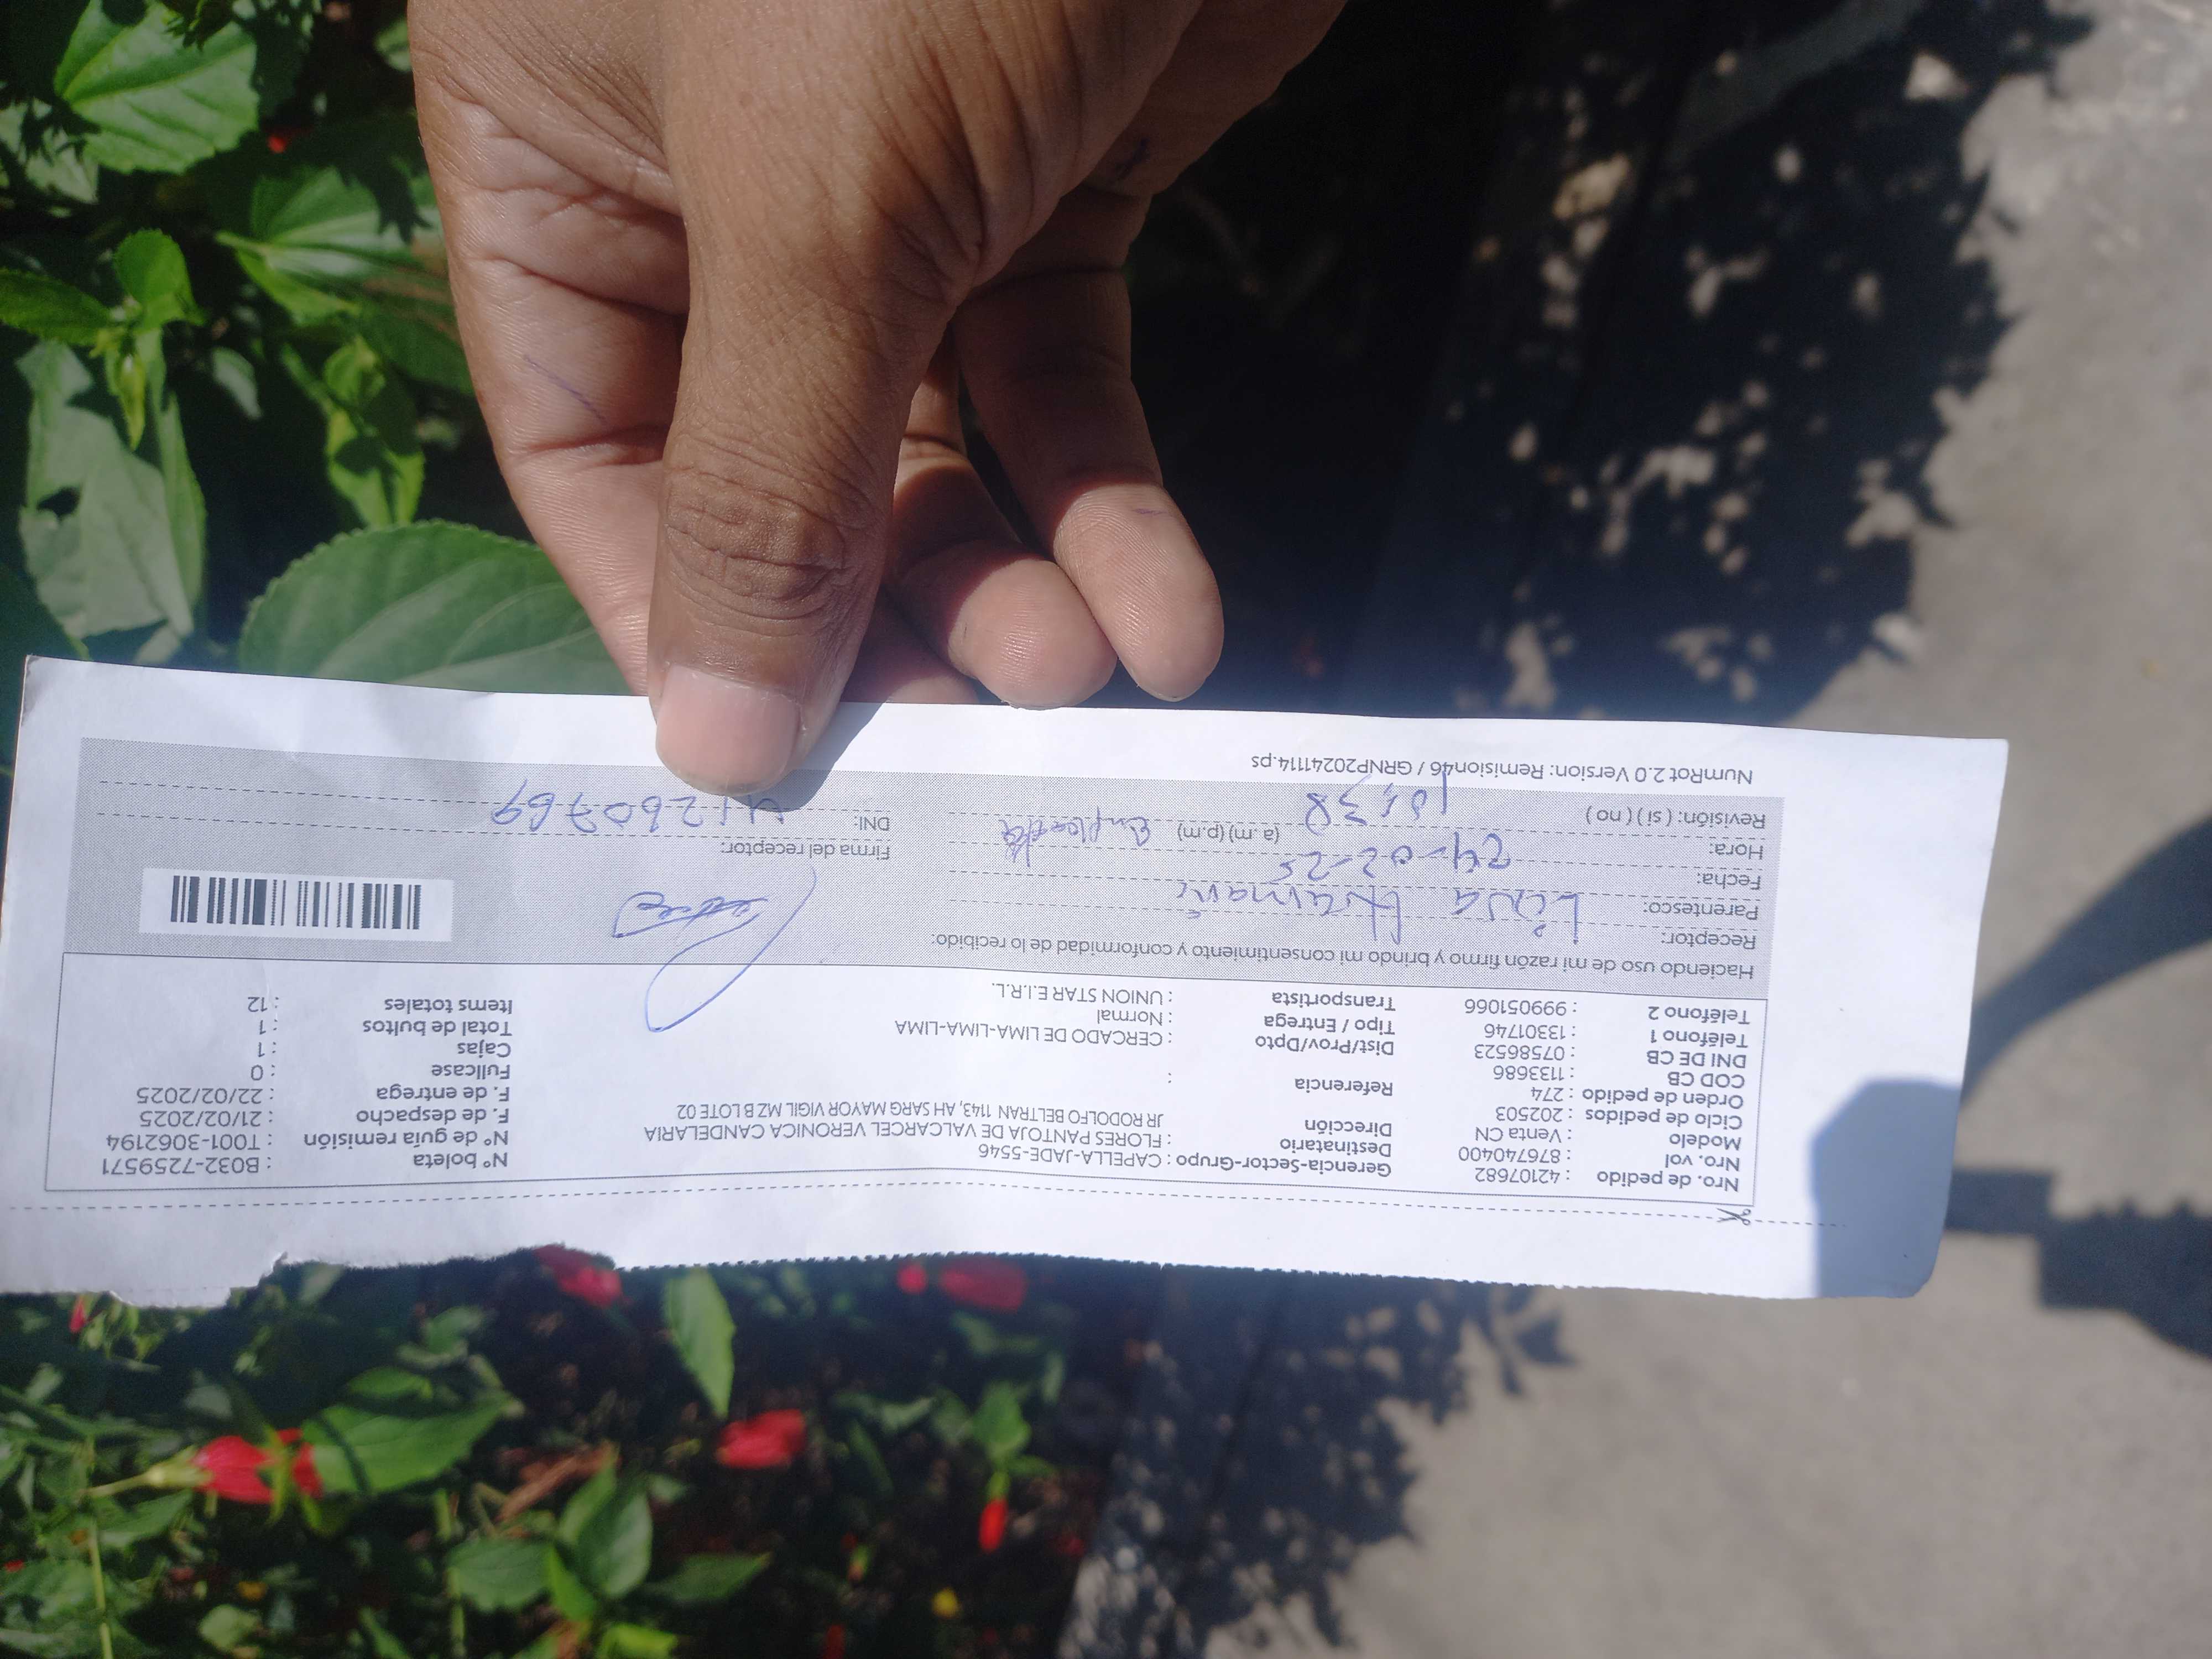 Nro. de pedido : 42107682 Gerencia-Sector-Grupo : CAPELLA-JADE-5546 N° boleta : B032-7259571
Nro. vol : 876740400 Destinatario : FLORES PANTOJA DE VALCARCEL VERONICA CANDELARIA N° de guia remisión : T001-3062194
Modelo : Venta CN Dirección JR RODOLFO BELTRAN 1143, AH SARG MAYOR VIGIL MZ B LOTE 02 F. de despacho : 21/02/2025
Ciclo de pedidos : 202503 F. de entrega : 22/02/2025
Orden de pedido : 274 Referencia : Fullcase : 0
COD CB : 1133686 Cajas : 1
DNI DE CB : 07586523 Dist/Prov/Dpto : CERCADO DE LIMA-LIMA-LIMA Total de bultos : 1
Teléfono 1 : 13301746 Tipo / Entrega : Normal Items totales : 12
Teléfono 2 : 999051066 Transportista : UNION STAR E.I.R.L.
Haciendo uso de mi razón firmo y brindo mi consentimiento y conformidad de lo recibido:
Receptor: Lina Huamani
Parentesco:
Fecha: 24-02-25 Firma del receptor:
Hora: (a.m) (p.m) Empleada DNI: 41260769
Revisión: ( si ) ( no )
NumRot 2.0 Version: Remision46 / GRNP20241114.ps